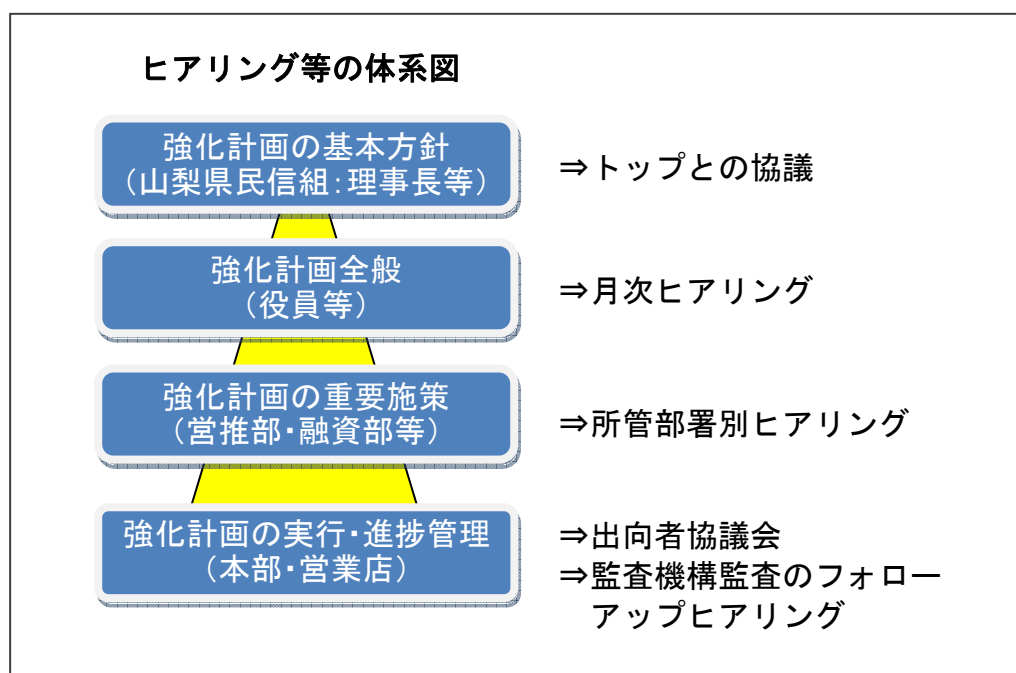 ヒアリング等の体系図
強化計画の基本方針
（山梨県民信組：理事長等）
⇒トップとの協議
強化計画全般
（役員等）
⇒月次ヒアリング
強化計画の重要施策
（営推部・融資部等）
⇒所管部署別ヒアリング
強化計画の実行・進捗管理
（本部・営業店）
⇒出向者協議会
⇒監査機構監査のフォロー
アップヒアリング